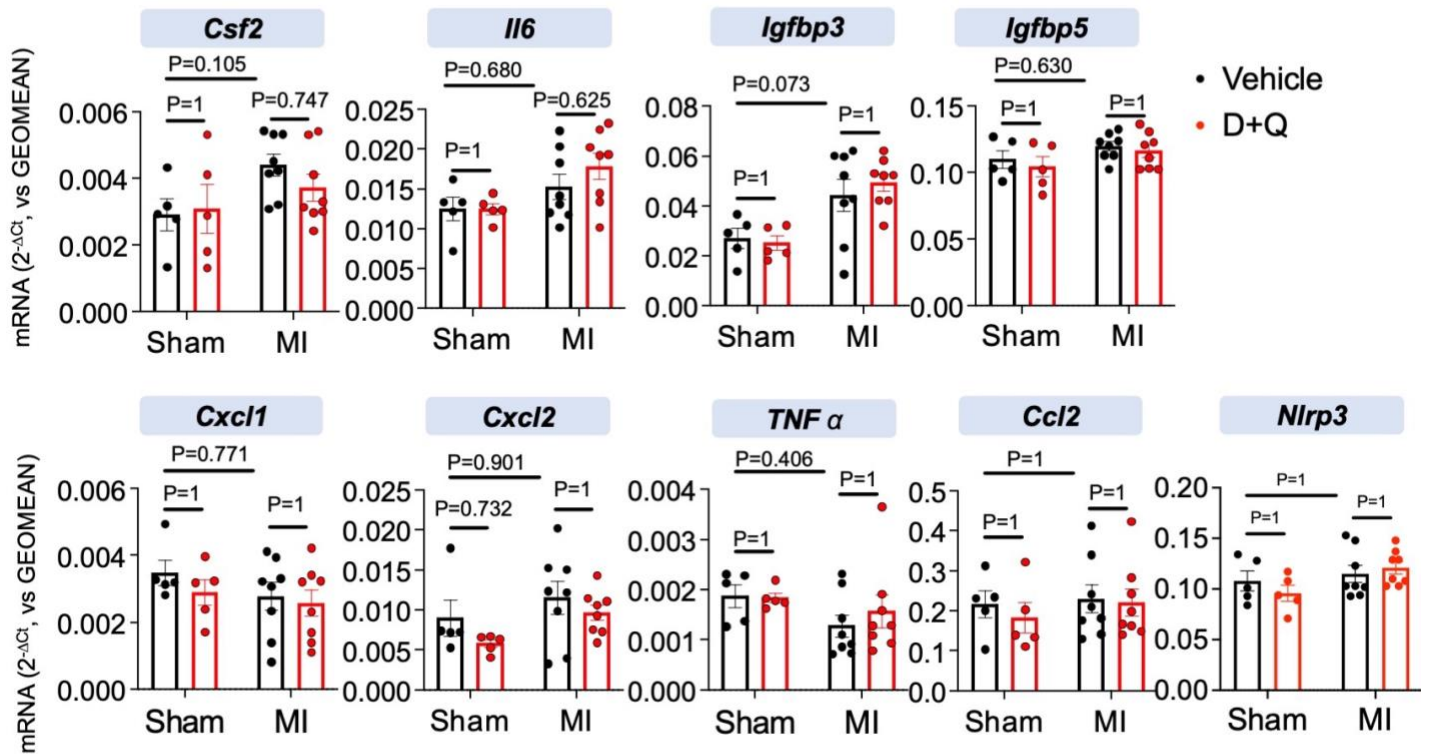 Csf2
Il6
Igfbp3
Igfbp5
mRNA (2-ΔCt, vs GEOMEAN)
P=0.105
P=1
P=0.747
0.006
0.004
0.002
0.000
Sham MI
P=0.680
P=1
P=0.625
0.025
0.020
0.015
0.010
0.005
0.000
Sham MI
P=0.073
P=1
P=1
0.08
0.06
0.04
0.02
0.00
Sham MI
P=0.630
P=1
P=1
0.15
0.10
0.05
0.00
Sham MI
Vehicle
D+Q
Cxcl1
Cxcl2
TNF α
Ccl2
Nlrp3
mRNA (2-ΔCt, vs GEOMEAN)
P=0.771
P=1
P=1
0.006
0.004
0.002
0.000
Sham MI
P=0.901
P=0.732
P=1
0.025
0.020
0.015
0.010
0.005
0.000
Sham MI
P=0.406
P=1
P=1
0.004
0.003
0.002
0.001
0.000
Sham MI
P=1
P=1
P=1
0.5
0.4
0.3
0.2
0.1
0.0
Sham MI
P=1
P=1
P=1
0.20
0.15
0.10
0.05
0.00
Sham MI